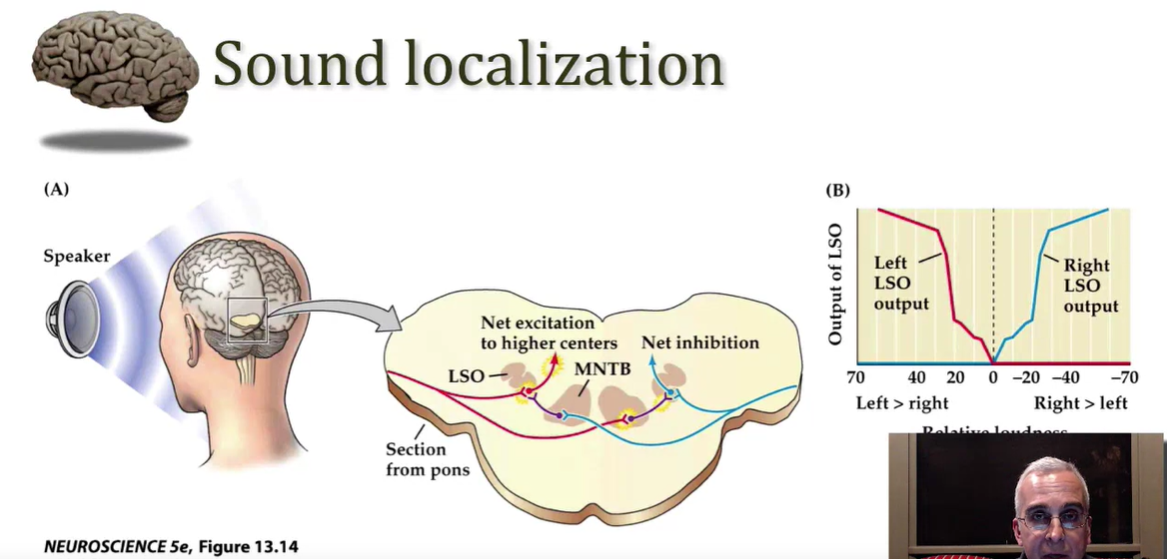 Sound localization
(A)
Speaker
Net excitation
to higher centers
Net inhibition
LSO
MNTB
Section
from pons
(B)
Output of LSO
Left
LSO
output
Right
LSO
output
70 40 20 0 –20 –40 –70
Left > right Right > left
Relative loudness
NEUROSCIENCE 5e, Figure 13.14